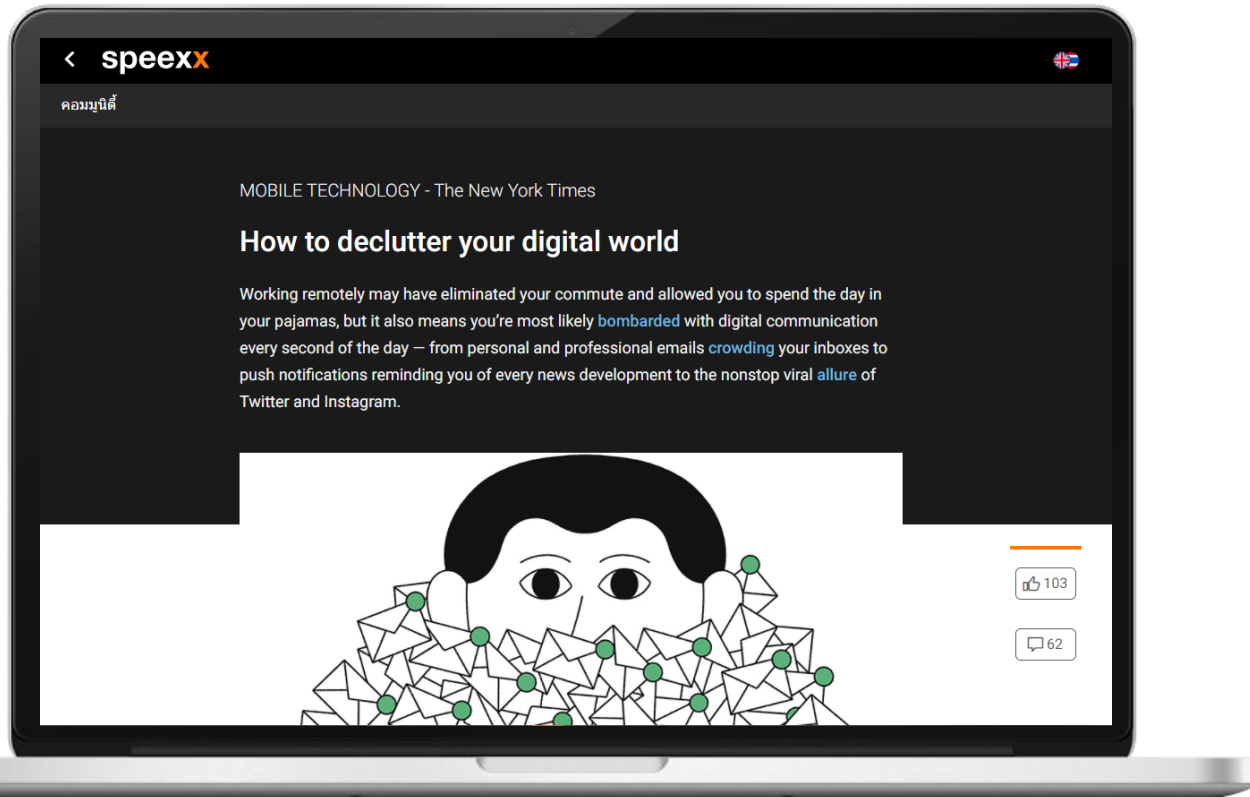 speexx
คอมมูนิตี้
MOBILE TECHNOLOGY - The New York Times
How to declutter your digital world
Working remotely may have eliminated your commute and allowed you to spend the day in
your pajamas, but it also means you’re most likely bombarded with digital communication
every second of the day — from personal and professional emails crowding your inboxes to
push notifications reminding you of every news development to the nonstop viral allure of
Twitter and Instagram.
103
62